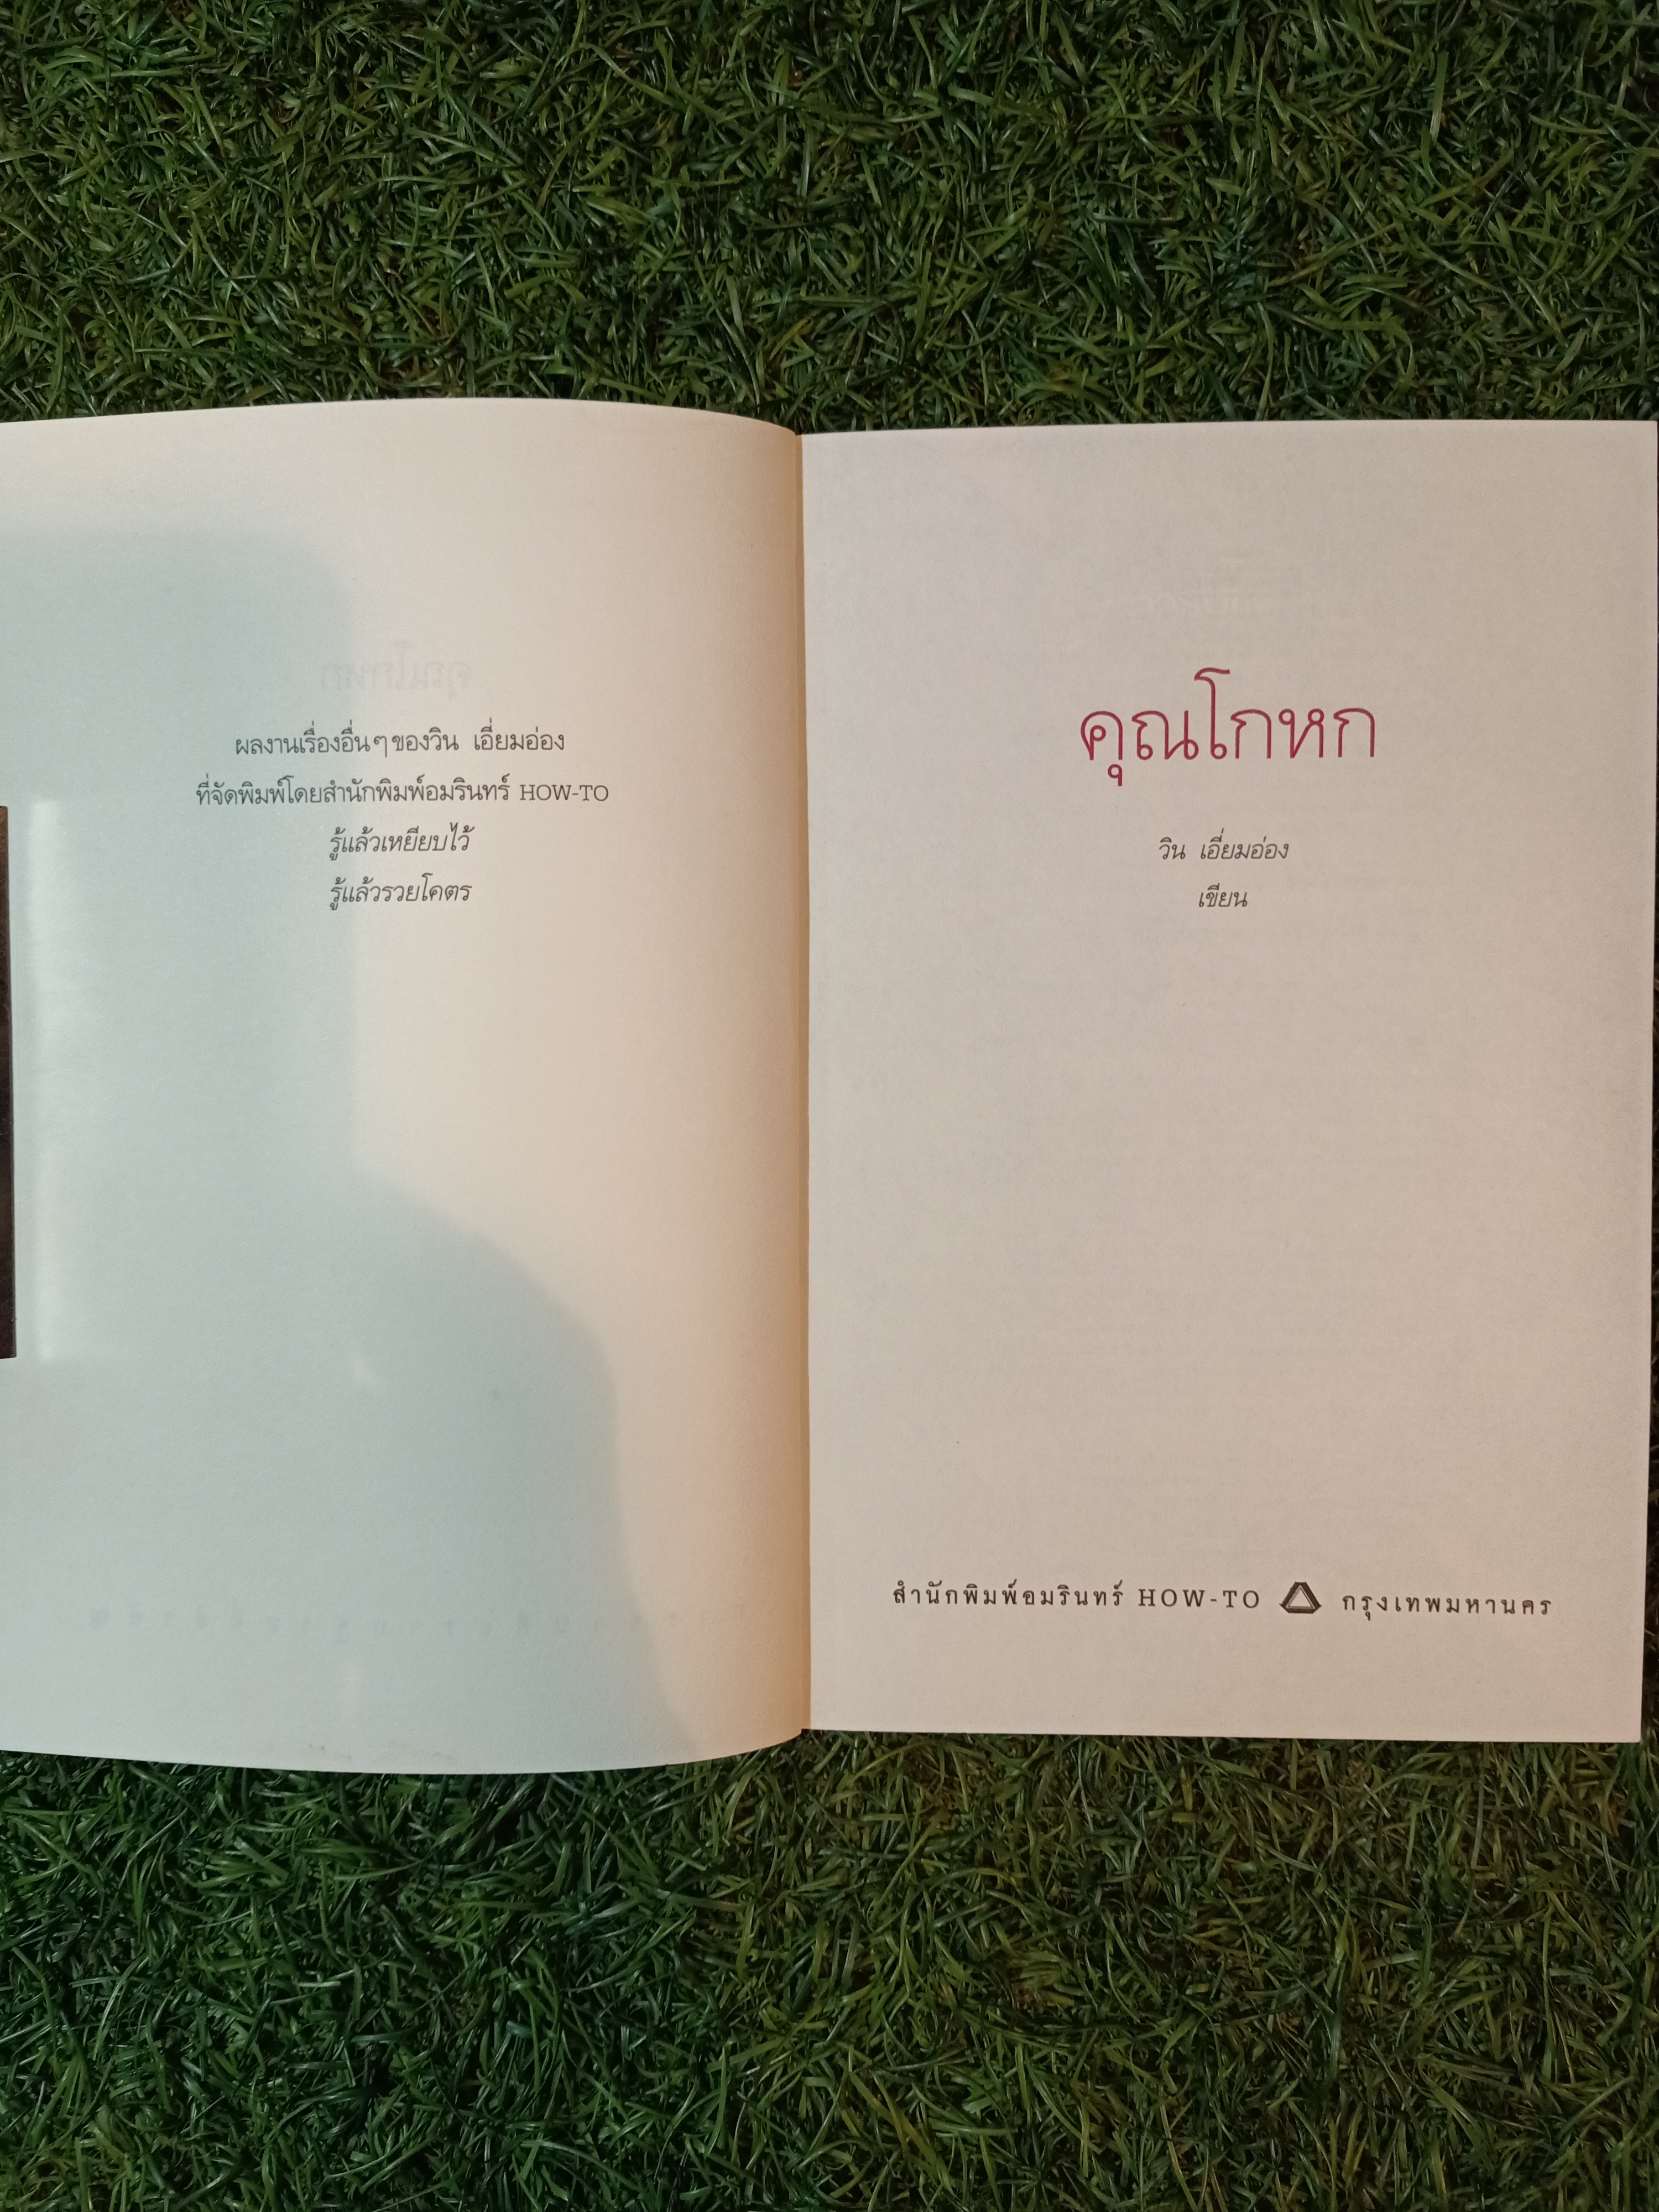 ผลงานเรื่องอื่นๆของวิน เอี่ยมอ่อง
ที่จัดพิมพ์โดยสำนักพิมพ์อมรินทร์ HOW-TO
รู้แล้วเหยียบไว้
รู้แล้วรวยโคตร
คุณโกหก
วิน เอี่ยมอ่อง
เขียน
สำนักพิมพ์อมรินทร์ HOW-TO กรุงเทพมหานคร